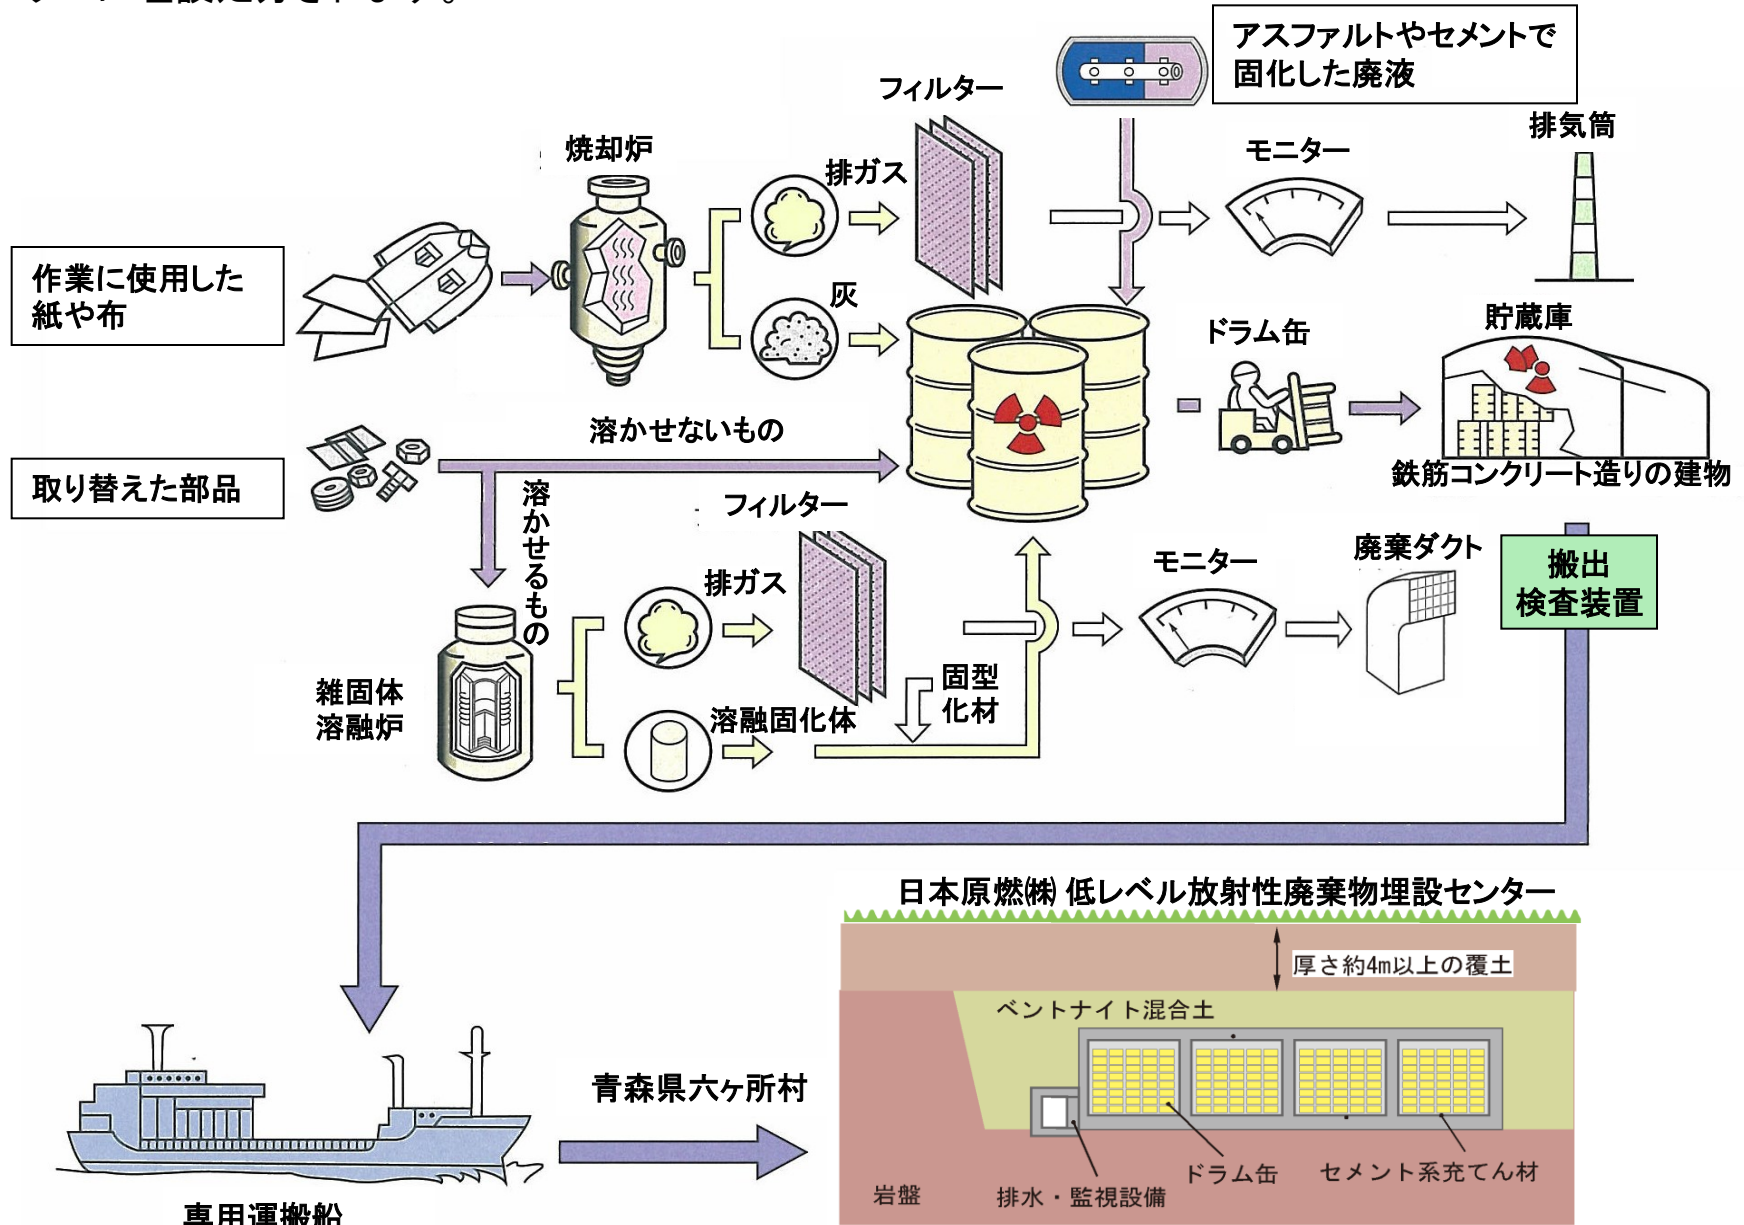 アスファルトやセメントで
固化した廃液
フィルター
排気筒
焼却炉
モニター
排ガス
作業に使用した
紙や布
灰
ドラム缶
貯蔵庫
溶かせないもの
鉄筋コンクリート造りの建物
取り替えた部品
溶かせるもの
フィルター
排ガス
モニター
廃棄ダクト
搬出
検査装置
雑固体
溶融炉
固型
化材
溶融固化体
日本原燃㈱ 低レベル放射性廃棄物埋設センター
厚さ約4m以上の覆土
ベントナイト混合土
青森県六ヶ所村
ドラム缶
セメント系充てん材
岩盤
排水・監視設備
専用運搬船